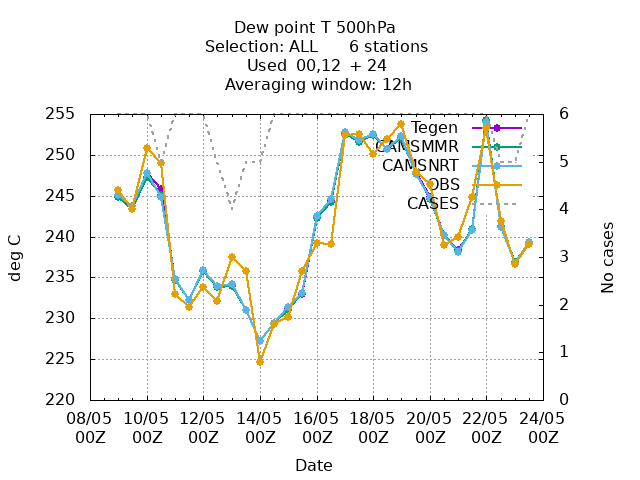 Dew point T 500hPa
Selection: ALL 6 stations
Used 00,12 + 24
Averaging window: 12h
deg C
255
250
245
240
235
230
225
220
6
5
4
3
2
1
0
No cases
Tegen
CAMSMMR
CAMSNRT
OBS
CASES
08/05 10/05 12/05 14/05 16/05 18/05 20/05 22/05 24/05
00Z 00Z 00Z 00Z 00Z 00Z 00Z 00Z 00Z
Date